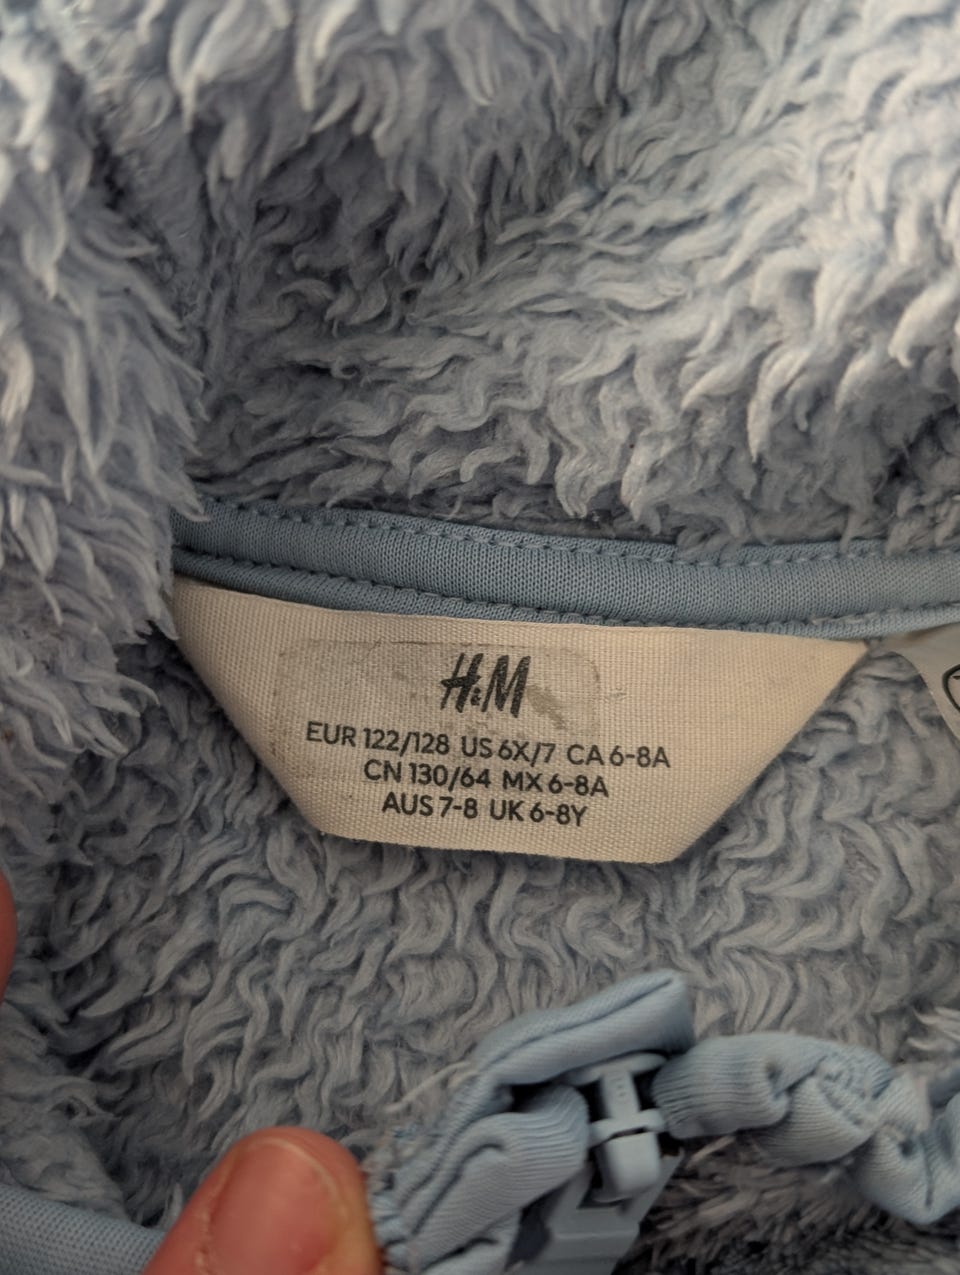 H&M
EUR 122/128 US 6X/7 CA 6-8A
CN 130/64 MX 6-8A
AUS 7-8 UK 6-8Y